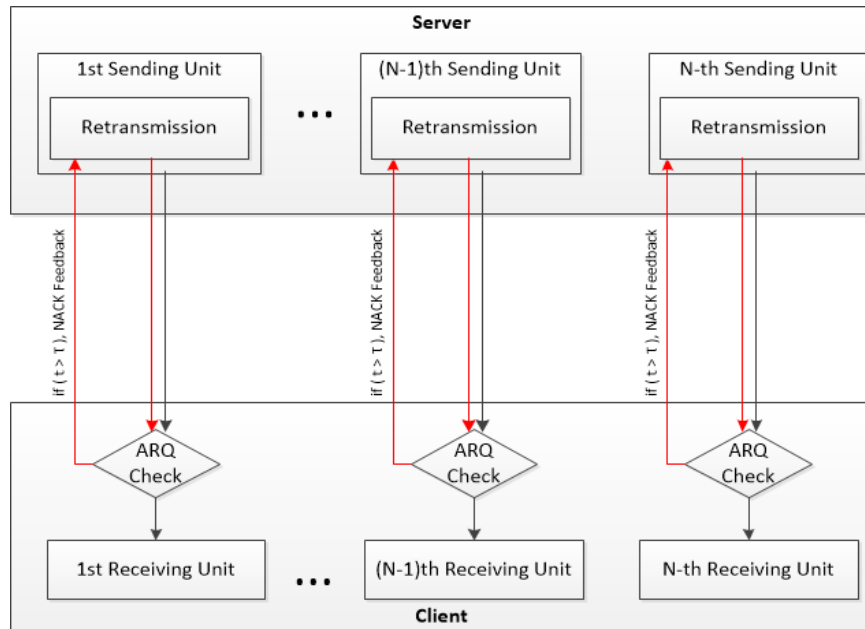 Server
1st Sending Unit
(N-1)th Sending Unit
N-th Sending Unit
...
Retransmission
Retransmission
Retransmission
if ( t > τ ), NACK Feedback
if ( t > τ ), NACK Feedback
if ( t > τ ), NACK Feedback
ARQ
Check
ARQ
Check
ARQ
Check
1st Receiving Unit
...
(N-1)th Receiving Unit
N-th Receiving Unit
Client